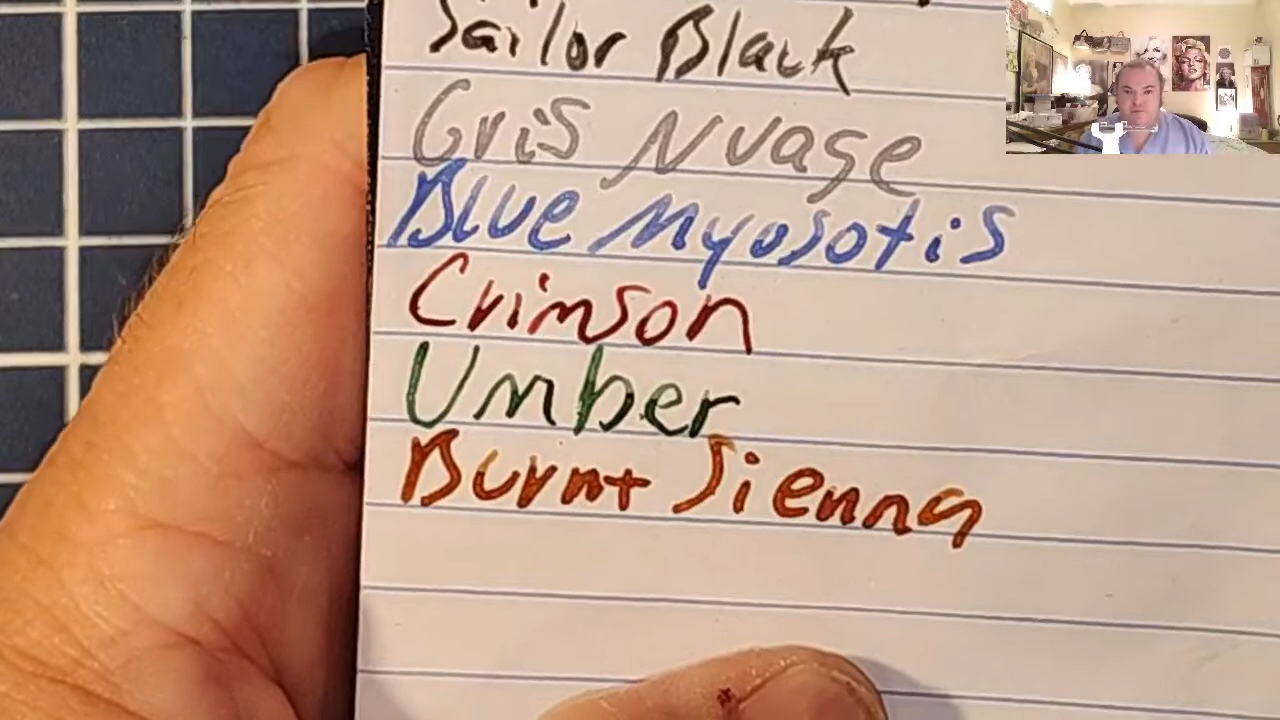 Sailor Black
Gris Nuage
Blue Myosotis
Crimson
Umber
Burnt Sienna